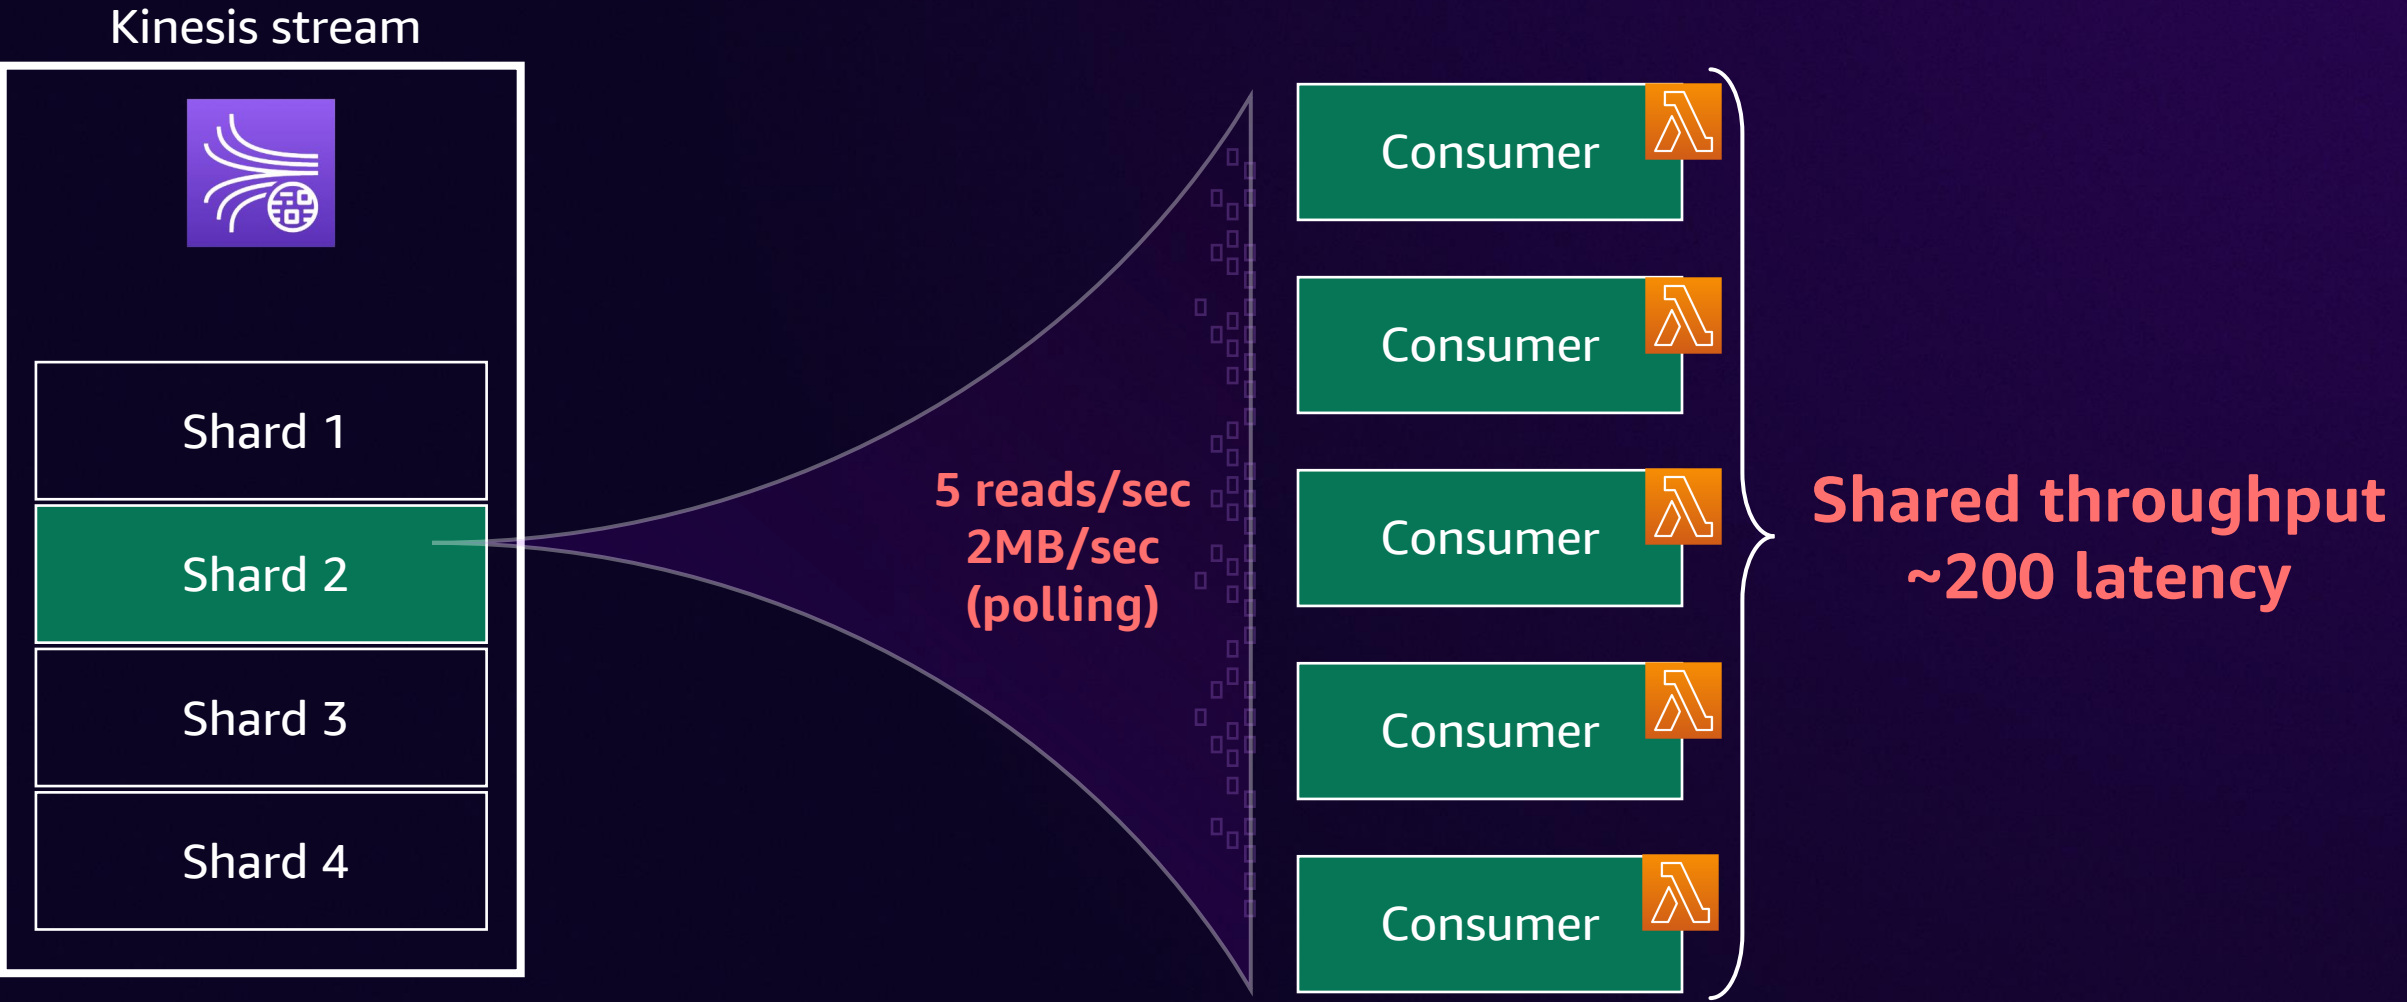 Kinesis stream
Shard 1
Shard 2
Shard 3
Shard 4
5 reads/sec
2MB/sec
(polling)
Consumer
Consumer
Consumer
Consumer
Consumer
Shared throughput
~200 latency